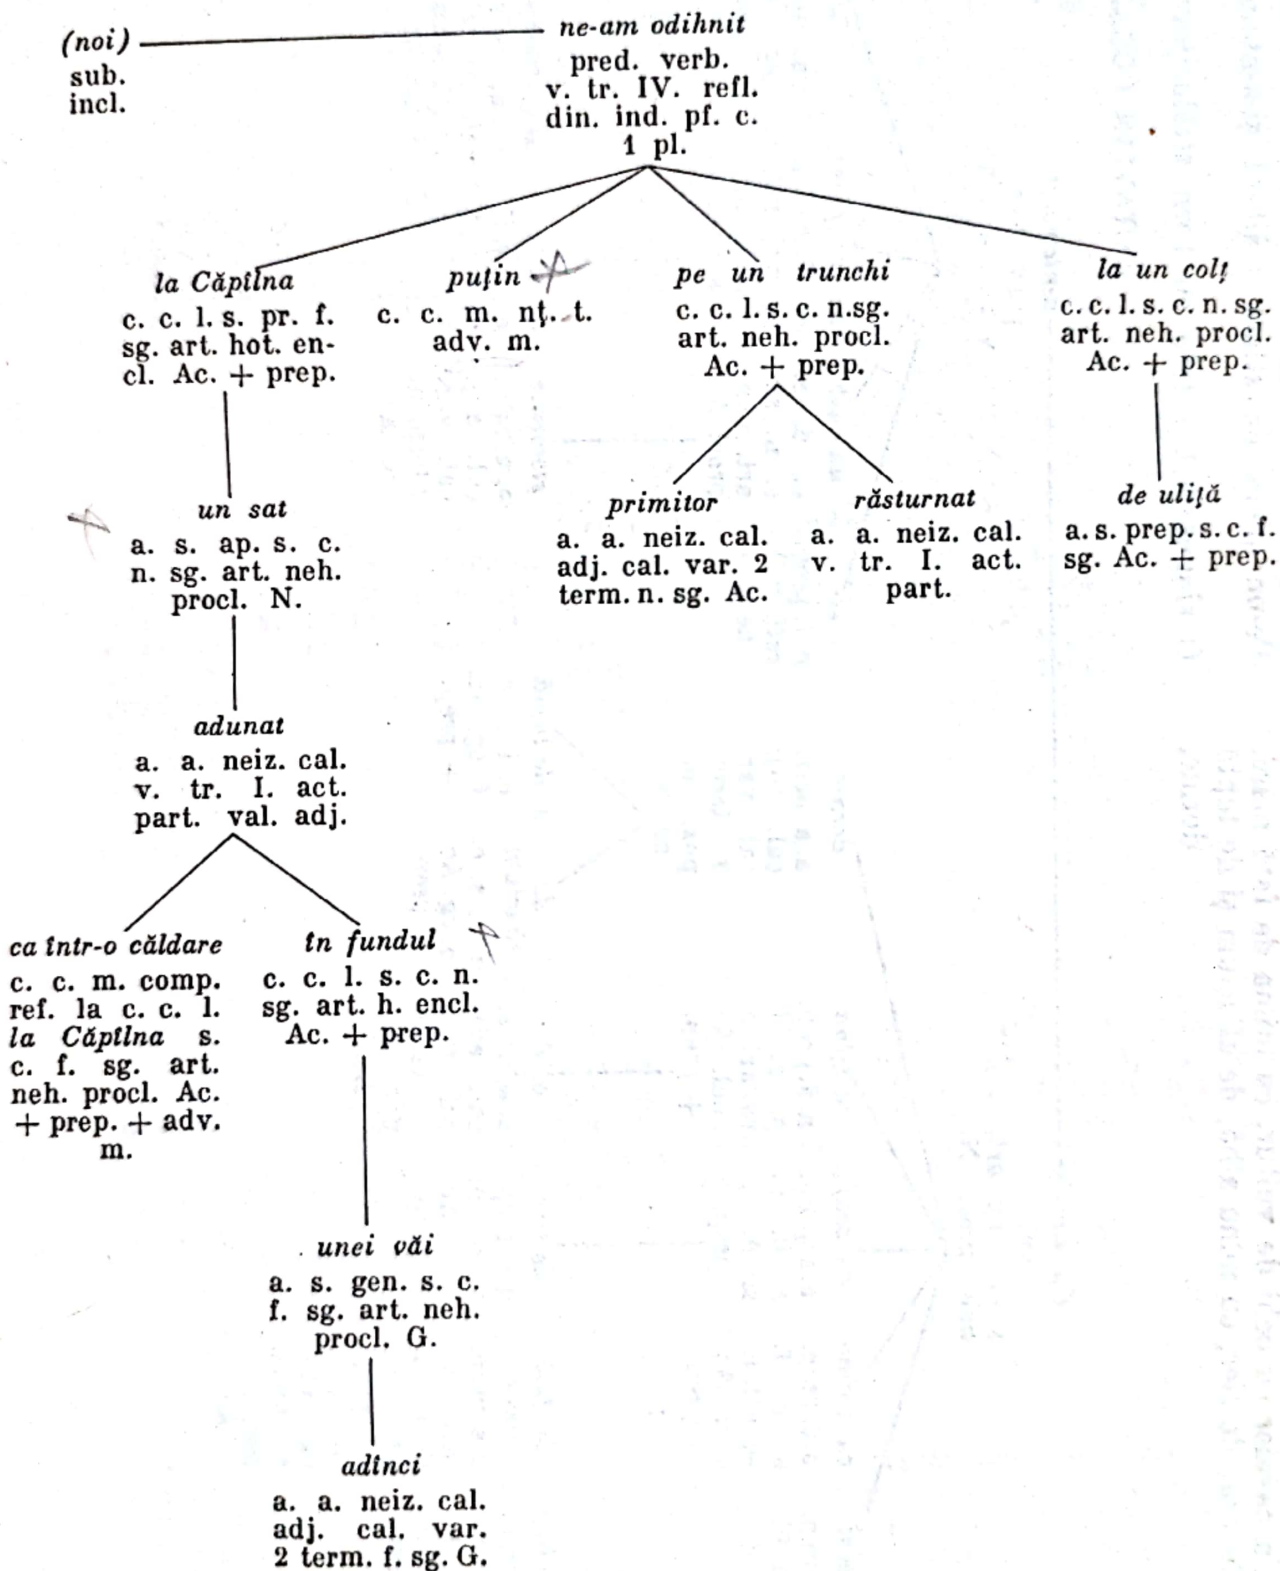 (noi)
sub.
incl.
ne-am odihnit
pred. verb.
v. tr. IV. refl.
din. ind. pf. c.
1 pl.
la Căpîlna
c. c. l. s. pr. f.
sg. art. hot. en-
cl. Ac. + prep.
puțin
c. c. m. nț. t.
adv. m.
pe un trunchi
c. c. l. s. c. n.sg.
art. neh. procl.
Ac. + prep.
la un colț
c. c. l. s. c. n. sg.
art. neh. procl.
Ac. + prep.
un sat
a. s. ap. s. c.
n. sg. art. neh.
procl. N.
primitor
a. a. neiz. cal.
adj. cal. var. 2
term. n. sg. Ac.
răsturnat
a. a. neiz. cal.
v. tr. I. act.
part.
de uliță
a. s. prep. s. c. f.
sg. Ac. + prep.
adunat
a. a. neiz. cal.
v. tr. I. act.
part. val. adj.
ca într-o căldare
c. c. m. comp.
ref. la c. c. l.
la Căpîlna s.
c. f. sg. art.
neh. procl. Ac.
+ prep. + adv.
m.
în fundul
c. c. l. s. c. n.
sg. art. h. encl.
Ac. + prep.
unei văi
a. s. gen. s. c.
f. sg. art. neh.
procl. G.
adînci
a. a. neiz. cal.
adj. cal. var.
2 term. f. sg. G.